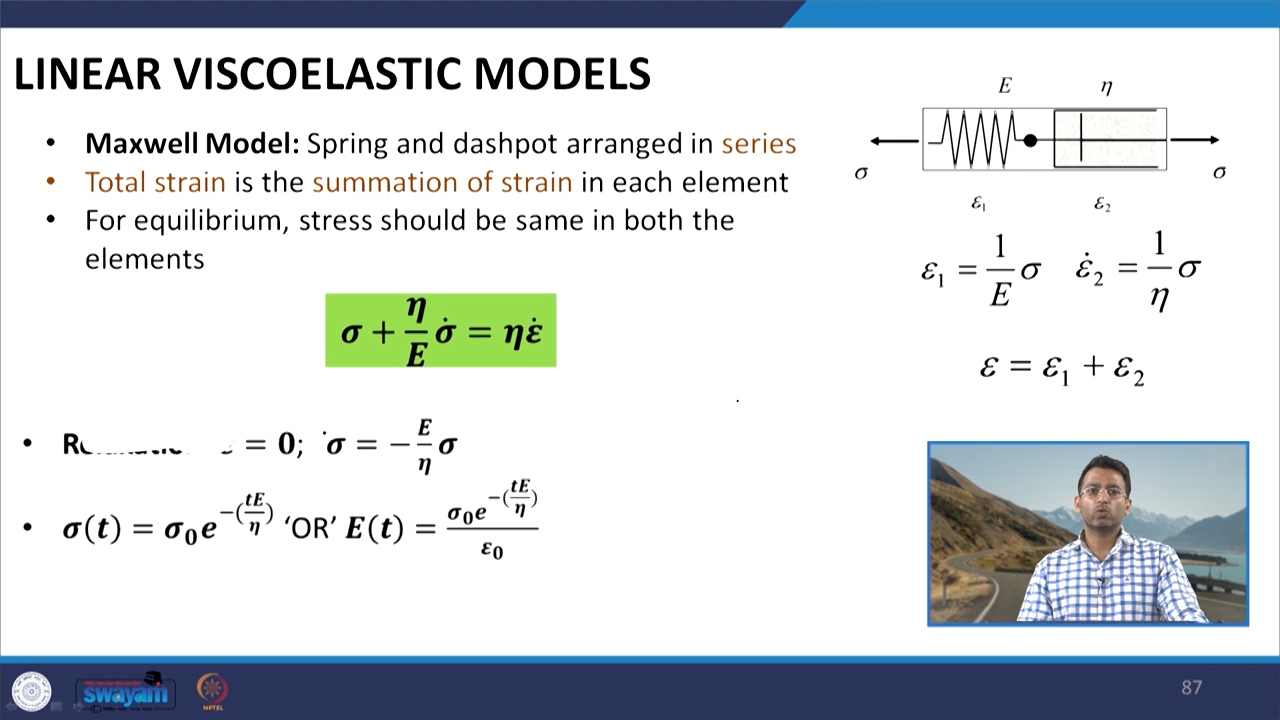 LINEAR VISCOELASTIC MODELS
• Maxwell Model: Spring and dashpot arranged in series
• Total strain is the summation of strain in each element
• For equilibrium, stress should be same in both the
elements
σ + η/E σ̇ = ηε̇
• = 0; σ̇ = −E/η σ
• σ(t) = σ₀e^−(tE/η) ‘OR’ E(t) = σ₀e^−(tE/η) / ε₀
E η
σ σ
ε₁ ε₂
ε₁ = 1/E σ ε̇₂ = 1/η σ
ε = ε₁ + ε₂
swayam
NPTEL
87